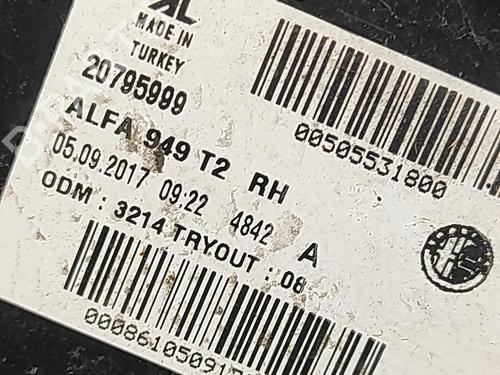 MADE IN
TURKEY
20795999
00505531800
ALFA 949 T2 RH
05.09.2017 09:22 4842 A
ODM : 3214 TRYOUT : 08